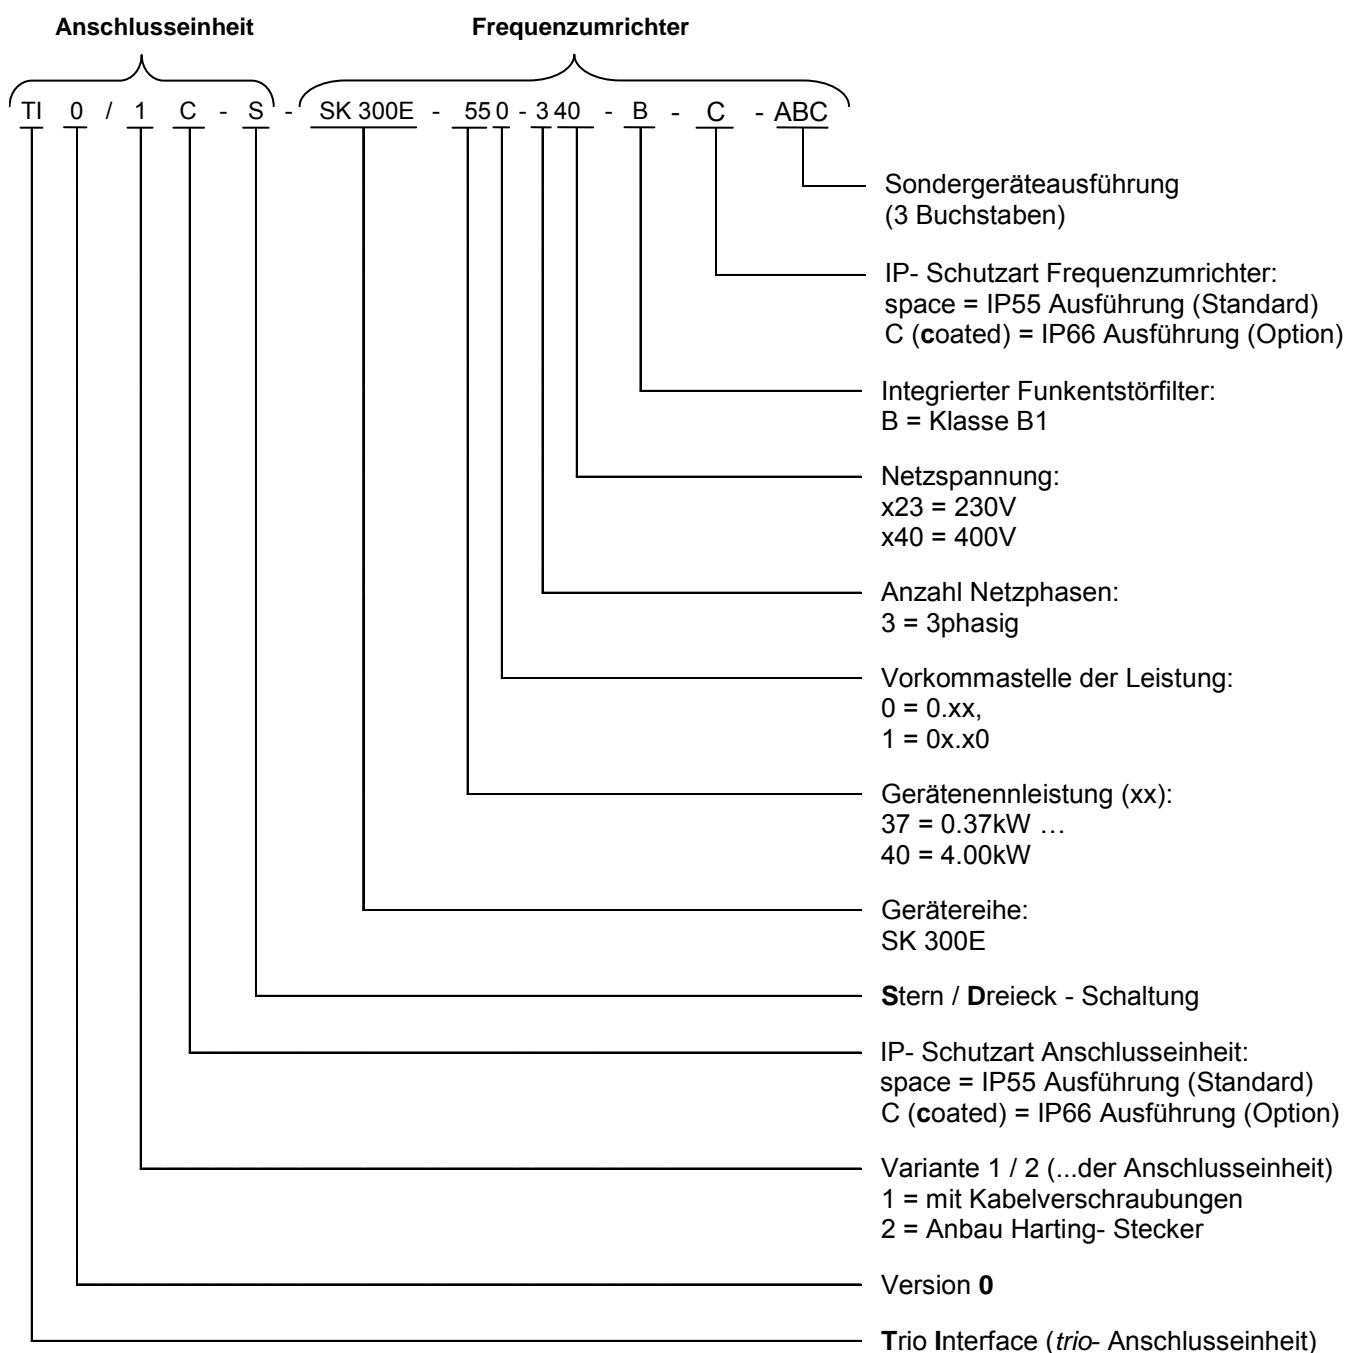 Anschlusseinheit Frequenzumrichter
TI 0 / 1 C - S - SK 300E - 55 0 - 3 40 - B - C - ABC
Sondergeräteausführung
(3 Buchstaben)
IP- Schutzart Frequenzumrichter:
space = IP55 Ausführung (Standard)
C (coated) = IP66 Ausführung (Option)
Integrierter Funkentstörfilter:
B = Klasse B1
Netzspannung:
x23 = 230V
x40 = 400V
Anzahl Netzphasen:
3 = 3phasig
Vorkommastelle der Leistung:
0 = 0.xx,
1 = 0x.x0
Gerätenennleistung (xx):
37 = 0.37kW …
40 = 4.00kW
Gerätereihe:
SK 300E
Stern / Dreieck - Schaltung
IP- Schutzart Anschlusseinheit:
space = IP55 Ausführung (Standard)
C (coated) = IP66 Ausführung (Option)
Variante 1 / 2 (...der Anschlusseinheit)
1 = mit Kabelverschraubungen
2 = Anbau Harting- Stecker
Version 0
Trio Interface (trio- Anschlusseinheit)